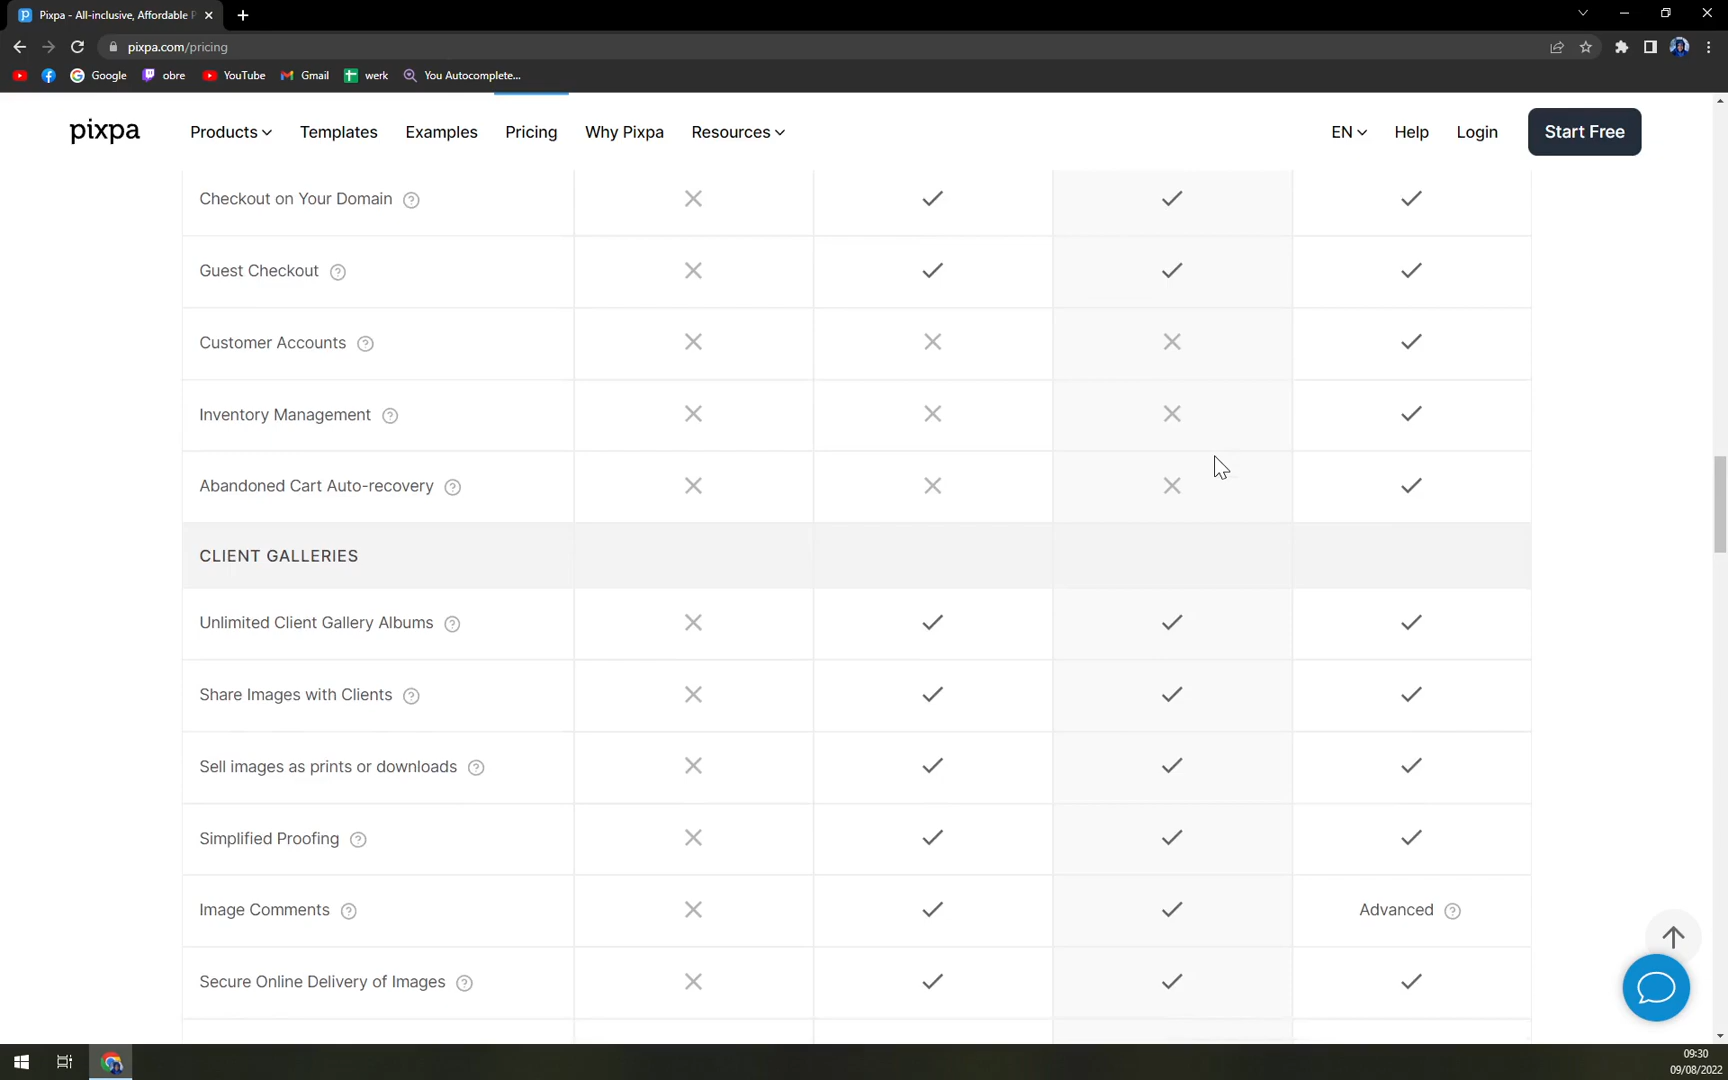 Pixpa - All-inclusive, Affordable P
pixpa.com/pricing
Google
obre
YouTube
Gmail
werk
You Autocomplete...
pixpa
Products
Templates
Examples
Pricing
Why Pixpa
Resources
EN
Help
Login
Start Free
Checkout on Your Domain ?
Guest Checkout ?
Customer Accounts ?
Inventory Management ?
Abandoned Cart Auto-recovery ?
CLIENT GALLERIES
Unlimited Client Gallery Albums ?
Share Images with Clients ?
Sell images as prints or downloads ?
Simplified Proofing ?
Image Comments ?
Advanced ?
Secure Online Delivery of Images ?
09:30
09/08/2022